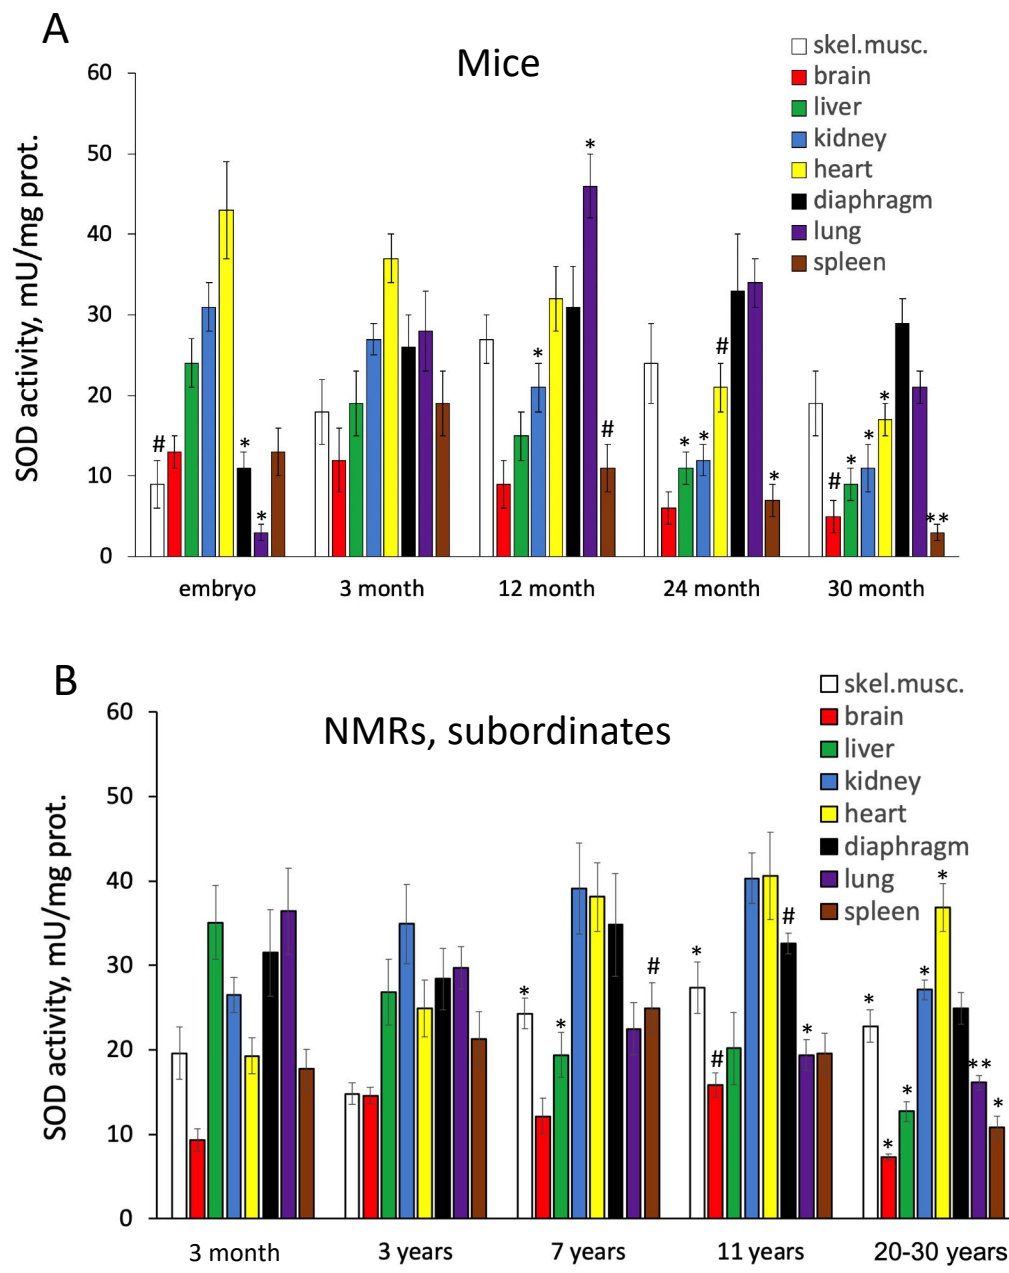 A
Mice
skel.musc.
brain
liver
kidney
heart
diaphragm
lung
spleen
SOD activity, mU/mg prot.
60
50
40
30
20
10
0
*
*
#
#
*
#
*
*
*
*
*
*
*
#
**
embryo
3 month
12 month
24 month
30 month
B
NMRs, subordinates
skel.musc.
brain
liver
kidney
heart
diaphragm
lung
spleen
SOD activity, mU/mg prot.
60
50
40
30
20
10
0
*
*
#
*
#
#
*
*
*
*
*
*
**
*
3 month
3 years
7 years
11 years
20-30 years